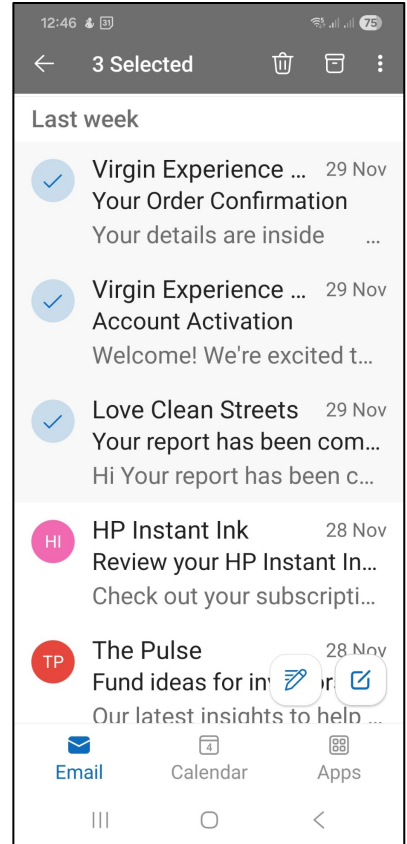 12:46 31 75
3 Selected
Last week
Virgin Experience ... 29 Nov
Your Order Confirmation
Your details are inside ...
Virgin Experience ... 29 Nov
Account Activation
Welcome! We're excited t...
Love Clean Streets 29 Nov
Your report has been com...
Hi Your report has been c...
HI HP Instant Ink 28 Nov
Review your HP Instant In...
Check out your subscripti...
TP The Pulse 28 Nov
Fund ideas for in
Our latest insights to help ...
4
Email Calendar Apps